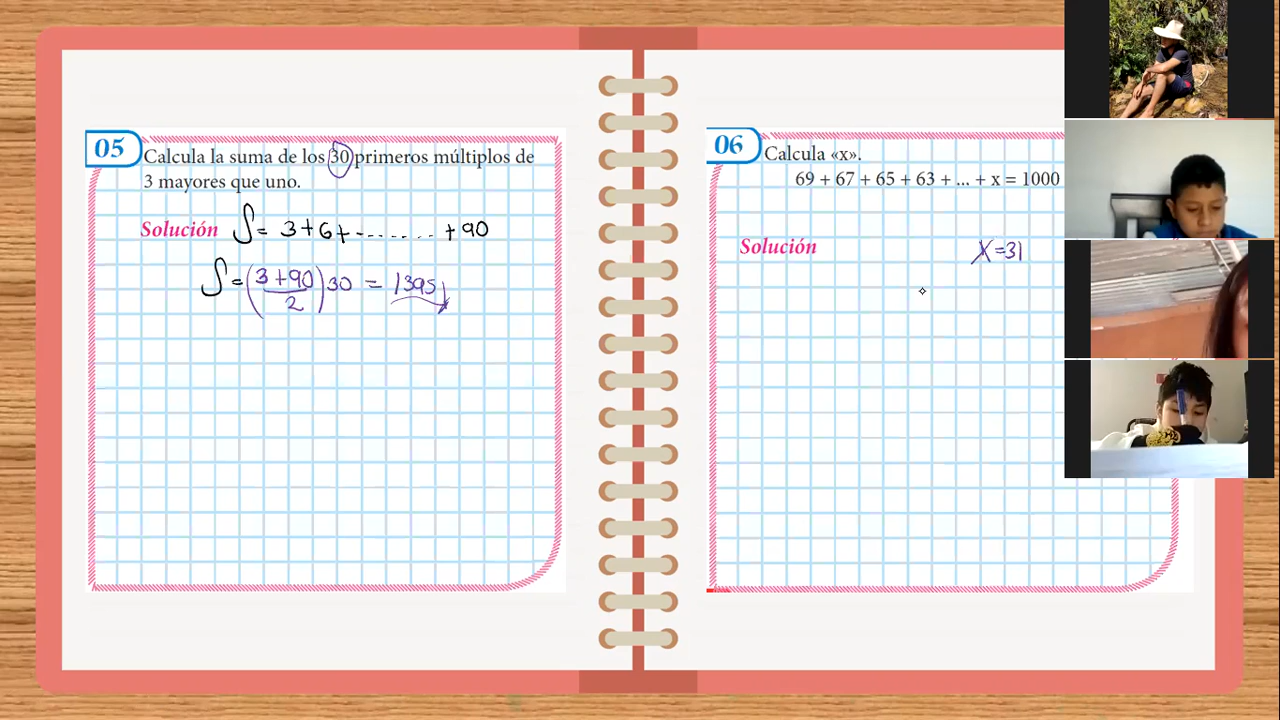 05
Calcula la suma de los 30 primeros múltiplos de
3 mayores que uno.
Solución S = 3+6+........+90
S = (3+90/2)30 = 1395
06
Calcula «x».
69 + 67 + 65 + 63 + ... + x = 1000
Solución
X=31